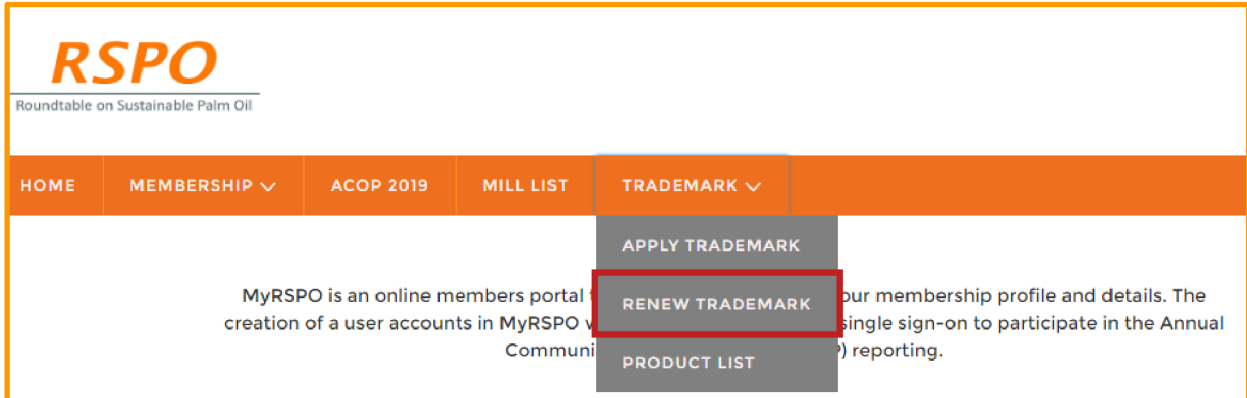 RSPO
Roundtable on Sustainable Palm Oil
HOME MEMBERSHIP ACOP 2019 MILL LIST TRADEMARK
APPLY TRADEMARK
MyRSPO is an online members portal RENEW TRADEMARK our membership profile and details. The
creation of a user accounts in MyRSPO single sign-on to participate in the Annual
PRODUCT LIST reporting.